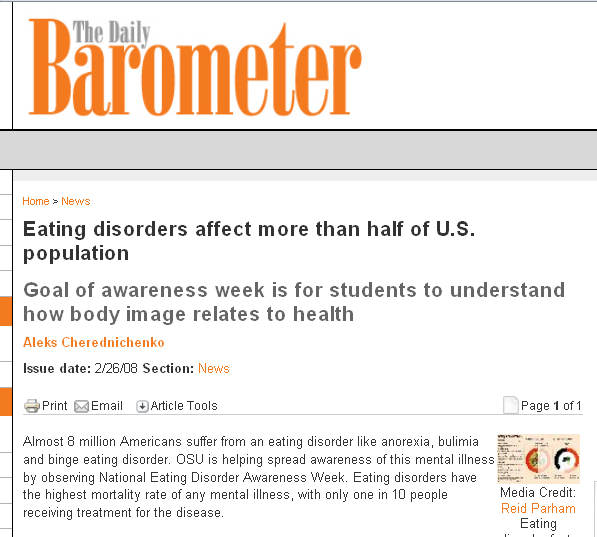 The Daily
Barometer
Home > News
Eating disorders affect more than half of U.S.
population
Goal of awareness week is for students to understand
how body image relates to health
Aleks Cherednichenko
Issue date: 2/26/08 Section: News
Print Email Article Tools Page 1 of 1
Almost 8 million Americans suffer from an eating disorder like anorexia, bulimia
and binge eating disorder. OSU is helping spread awareness of this mental illness
by observing National Eating Disorder Awareness Week. Eating disorders have
the highest mortality rate of any mental illness, with only one in 10 people
receiving treatment for the disease.
Media Credit:
Reid Parham
Eating